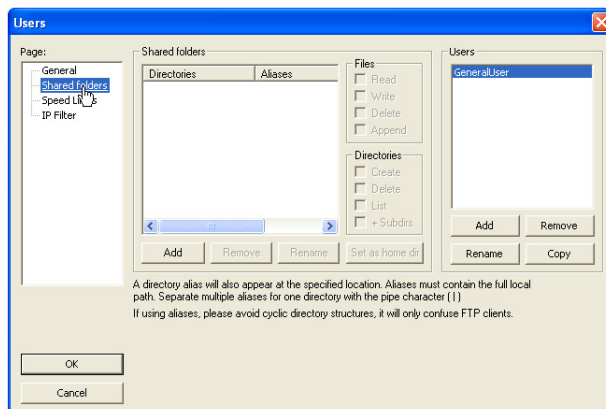 Users
Page:
General
Shared folders
Speed Li
IP Filter
Shared folders
Directories
Aliases
Files
Read
Write
Delete
Append
Directories
Create
Delete
List
+ Subdirs
Add
Remove
Rename
Set as home dir
Users
GeneralUser
Add
Remove
Rename
Copy
A directory alias will also appear at the specified location. Aliases must contain the full local
path. Separate multiple aliases for one directory with the pipe character ( | )
If using aliases, please avoid cyclic directory structures, it will only confuse FTP clients.
OK
Cancel